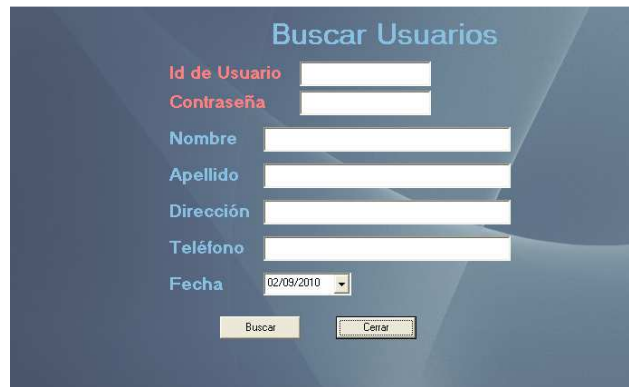 Buscar Usuarios
Id de Usuario
Contraseña
Nombre
Apellido
Dirección
Teléfono
Fecha 02/09/2010
Buscar Cerrar